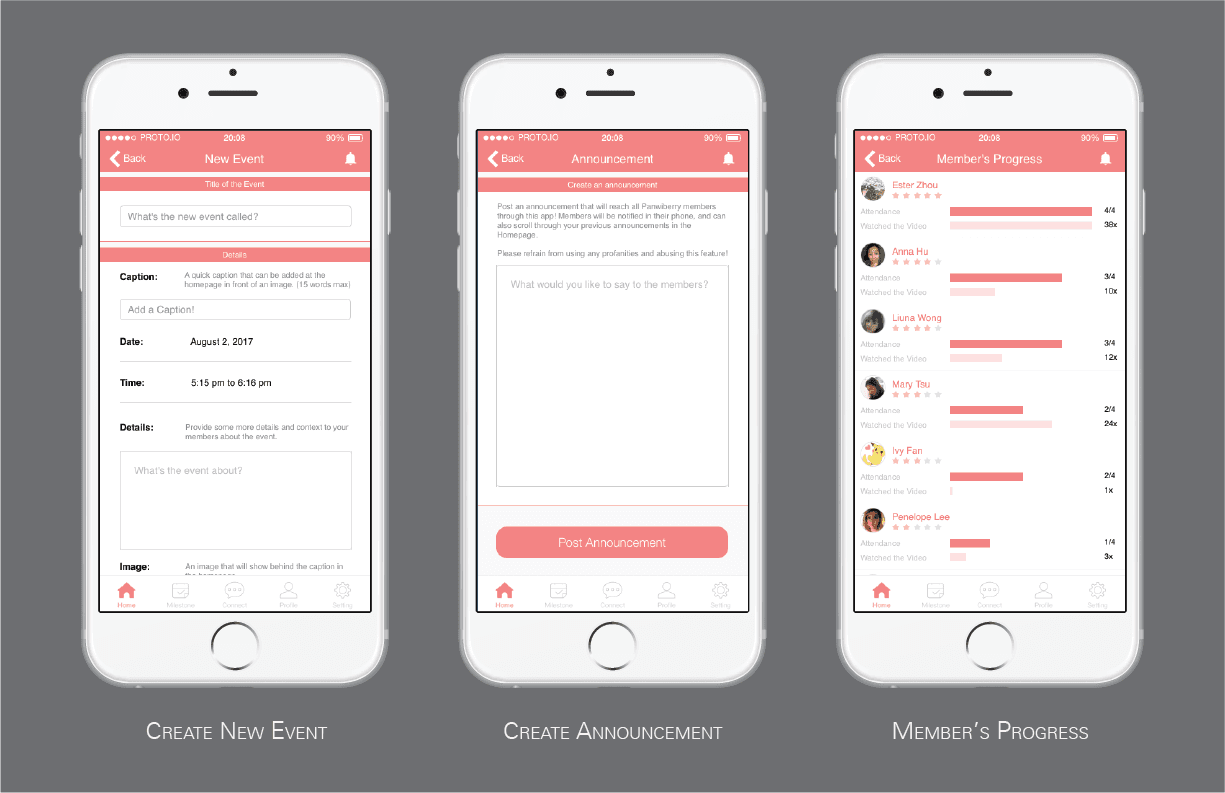 PROTO.IO 20:08 90%
Back New Event
Title of the Event
What's the new event called?
Details
Caption: A quick caption that can be added at the
homepage in front of an image. (15 words max)
Add a Caption!
Date: August 2, 2017
Time: 5:15 pm to 6:16 pm
Details: Provide some more details and context to your
members about the event.
What's the event about?
Image: An image that will show behind the caption in
the homepage
Home Milestone Connect Profile Setting
CREATE NEW EVENT
PROTO.IO 20:08 90%
Back Announcement
Create an announcement
Post an announcement that will reach all Panwiberry members
through this app! Members will be notified in their phone, and can
also scroll through your previous announcements in the
Homepage.
Please refrain from using any profanities and abusing this feature!
What would you like to say to the members?
Post Announcement
Home Milestone Connect Profile Setting
CREATE ANNOUNCEMENT
PROTO.IO 20:08 90%
Back Member's Progress
Ester Zhou
Attendance 4/4
Watched the Video 38x
Anna Hu
Attendance 3/4
Watched the Video 10x
Liuna Wong
Attendance 3/4
Watched the Video 12x
Mary Tsu
Attendance 2/4
Watched the Video 24x
Ivy Fan
Attendance 2/4
Watched the Video 1x
Penelope Lee
Attendance 1/4
Watched the Video 3x
Home Milestone Connect Profile Setting
MEMBER'S PROGRESS